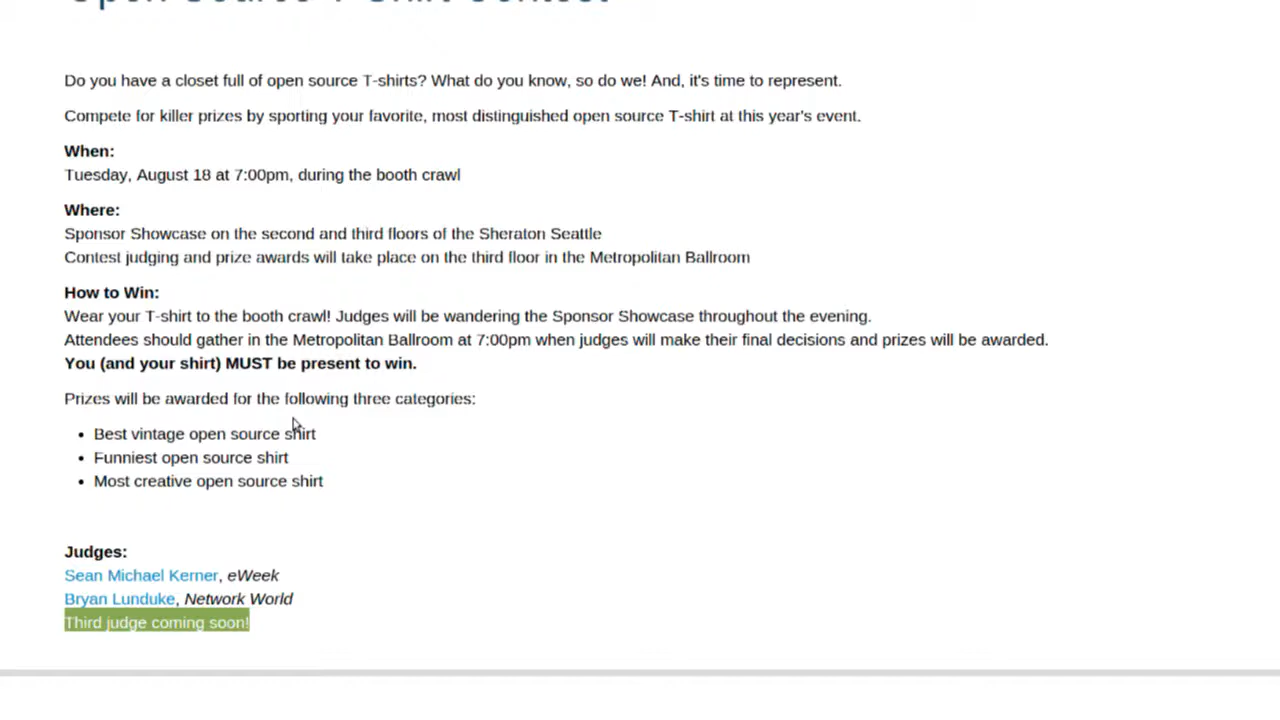 Open Source T-Shirt Contest
Do you have a closet full of open source T-shirts? What do you know, so do we! And, it's time to represent.
Compete for killer prizes by sporting your favorite, most distinguished open source T-shirt at this year's event.
When:
Tuesday, August 18 at 7:00pm, during the booth crawl
Where:
Sponsor Showcase on the second and third floors of the Sheraton Seattle
Contest judging and prize awards will take place on the third floor in the Metropolitan Ballroom
How to Win:
Wear your T-shirt to the booth crawl! Judges will be wandering the Sponsor Showcase throughout the evening.
Attendees should gather in the Metropolitan Ballroom at 7:00pm when judges will make their final decisions and prizes will be awarded.
You (and your shirt) MUST be present to win.
Prizes will be awarded for the following three categories:
• Best vintage open source shirt
• Funniest open source shirt
• Most creative open source shirt
Judges:
Sean Michael Kerner, eWeek
Bryan Lunduke, Network World
Third judge coming soon!